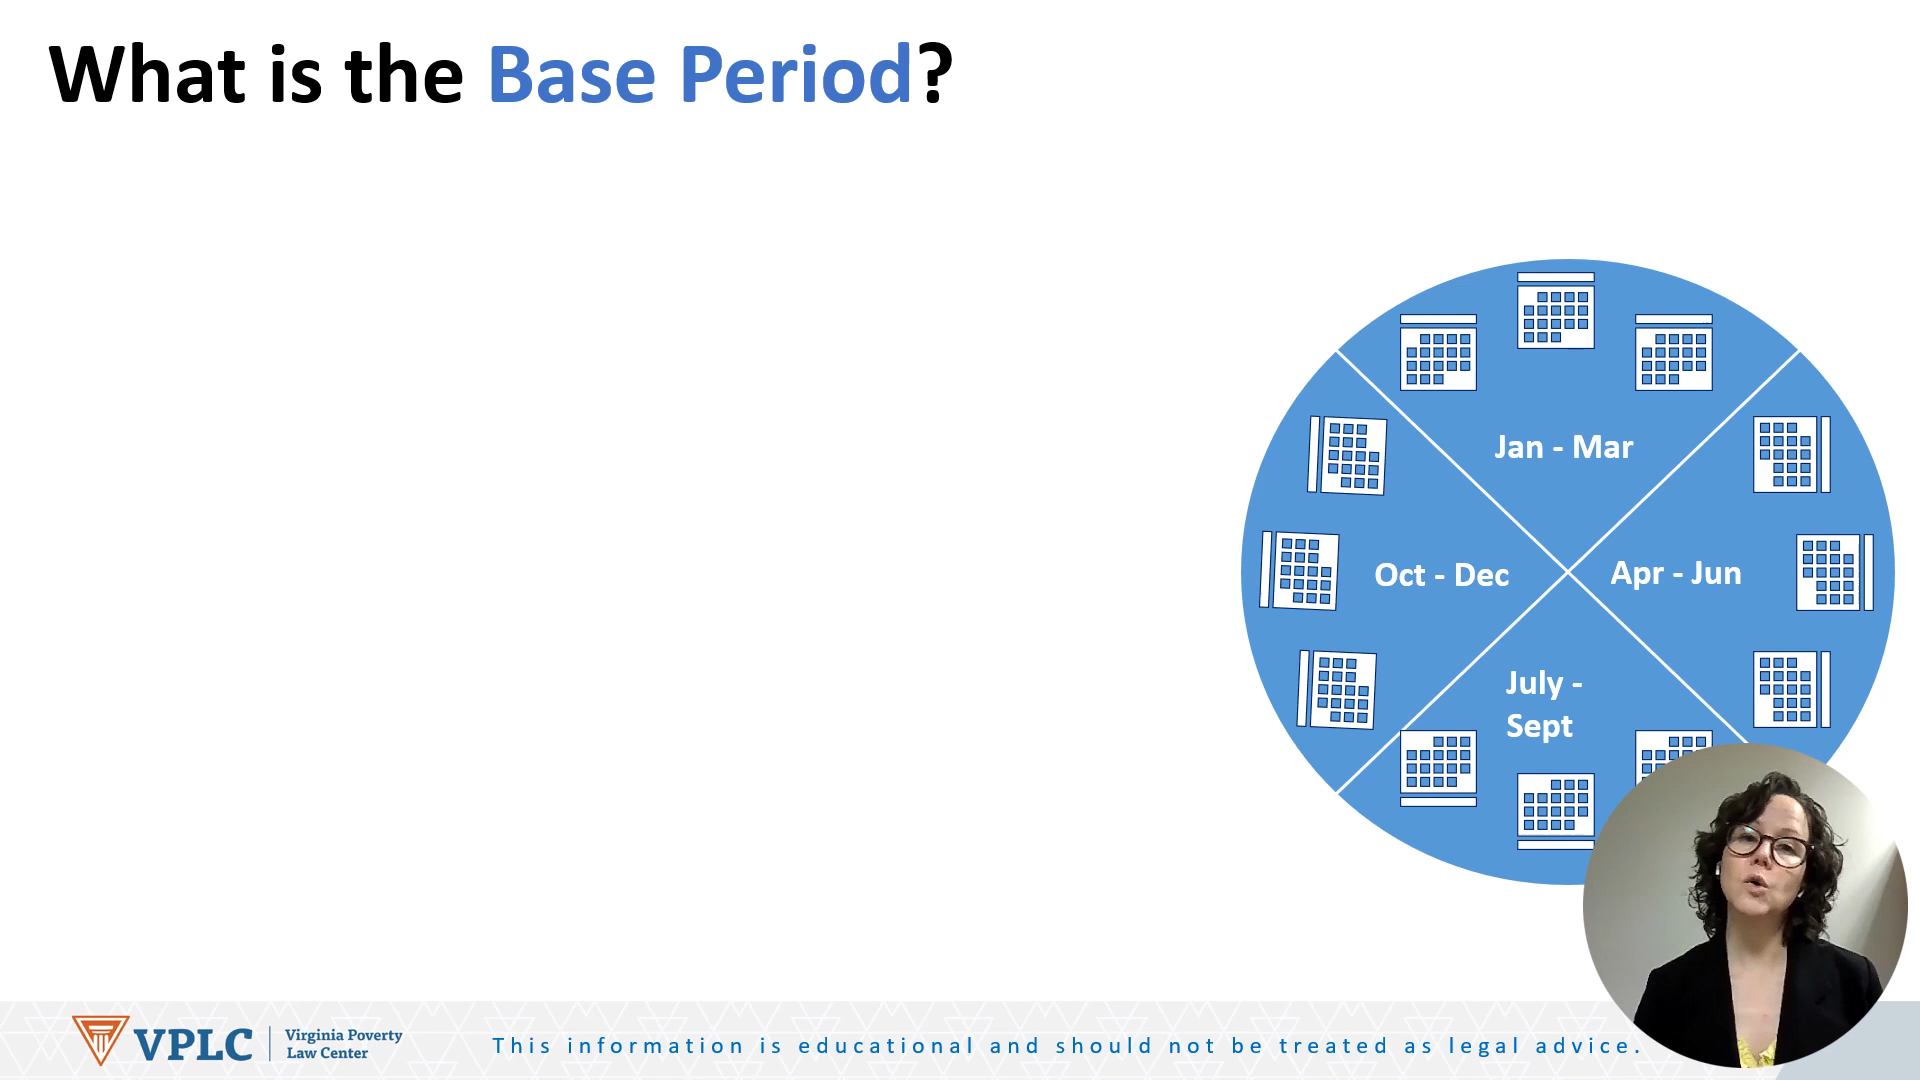 What is the Base Period?
Jan - Mar
Oct - Dec
Apr - Jun
July -
Sept
VPLC
Virginia Poverty
Law Center
This information is educational and should not be treated as legal advice.